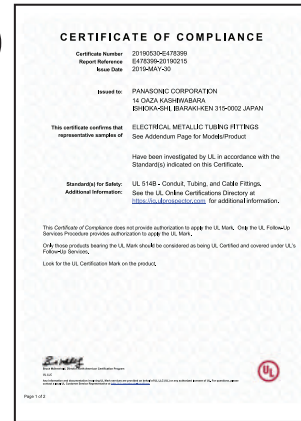 CERTIFICATE OF COMPLIANCE
Certificate Number 20190530-E478399
Report Reference E478399-20190215
Issue Date 2019-MAY-30
Issued to: PANASONIC CORPORATION
14 OAZA KASHIWABARA
ISHIOKA-SHI, IBARAKI-KEN 315-0002 JAPAN
This certificate confirms that ELECTRICAL METALLIC TUBING FITTINGS
representative samples of See Addendum Page for Models/Product
Have been investigated by UL in accordance with the
Standard(s) indicated on this Certificate.
Standard(s) for Safety: UL 514B - Conduit, Tubing, and Cable Fittings.
Additional Information: See the UL Online Certifications Directory at
https://iq.ulprospector.com for additional information.
This Certificate of Compliance does not provide authorization to apply the UL Mark. Only the UL Follow-Up
Services Procedure provides authorization to apply the UL Mark.
Only those products bearing the UL Mark should be considered as being UL Certified and covered under UL's
Follow-Up Services.
Look for the UL Certification Mark on the product.
UL
Page 1 of 2